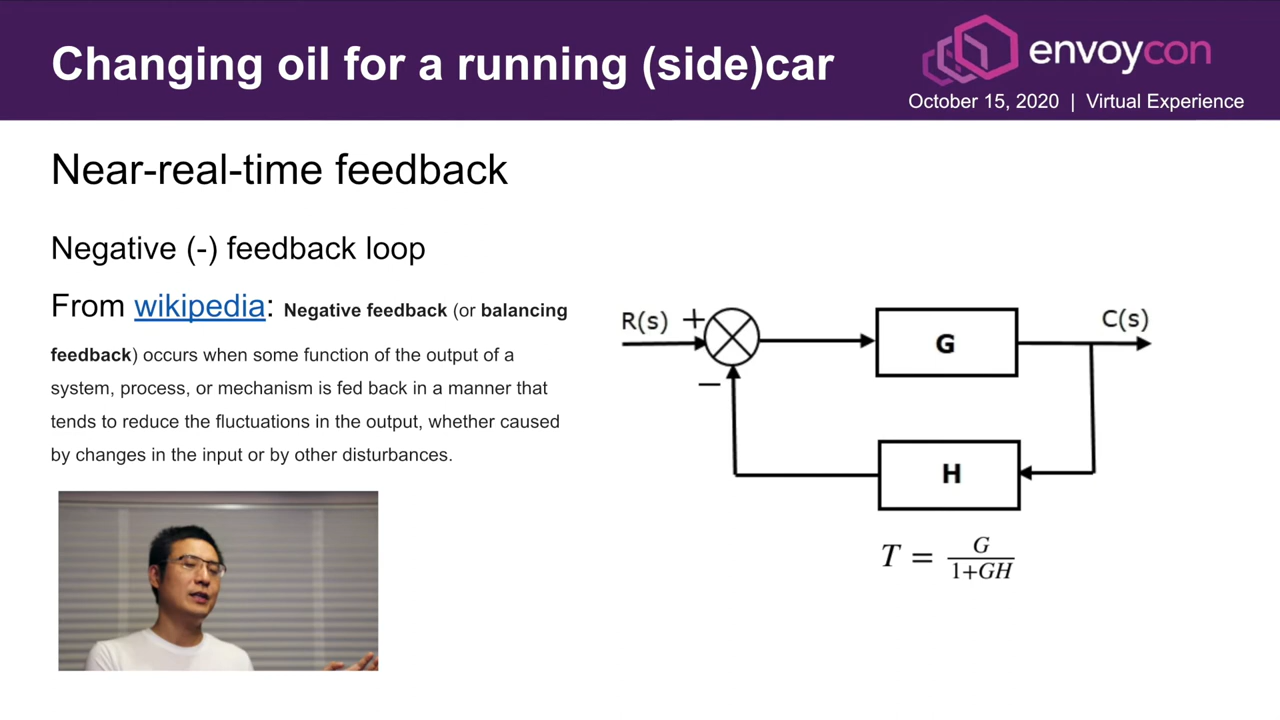 Changing oil for a running (side)car
envoycon
October 15, 2020 | Virtual Experience
Near-real-time feedback
Negative (-) feedback loop
From wikipedia: Negative feedback (or balancing
feedback) occurs when some function of the output of a
system, process, or mechanism is fed back in a manner that
tends to reduce the fluctuations in the output, whether caused
by changes in the input or by other disturbances.
R(s) +
−
G
C(s)
H
T = G
1+GH